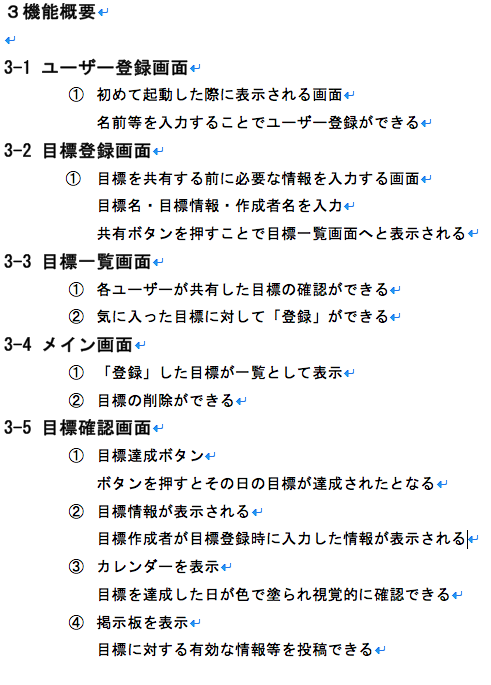 ３機能概要
3-1 ユーザー登録画面
① 初めて起動した際に表示される画面
名前等を入力することでユーザー登録ができる
3-2 目標登録画面
① 目標を共有する前に必要な情報を入力する画面
目標名・目標情報・作成者名を入力
共有ボタンを押すことで目標一覧画面へと表示される
3-3 目標一覧画面
① 各ユーザーが共有した目標の確認ができる
② 気に入った目標に対して「登録」ができる
3-4 メイン画面
① 「登録」した目標が一覧として表示
② 目標の削除ができる
3-5 目標確認画面
① 目標達成ボタン
ボタンを押すとその日の目標が達成されたとなる
② 目標情報が表示される
目標作成者が目標登録時に入力した情報が表示される
③ カレンダーを表示
目標を達成した日が色で塗られ視覚的に確認できる
④ 掲示板を表示
目標に対する有効な情報等を投稿できる